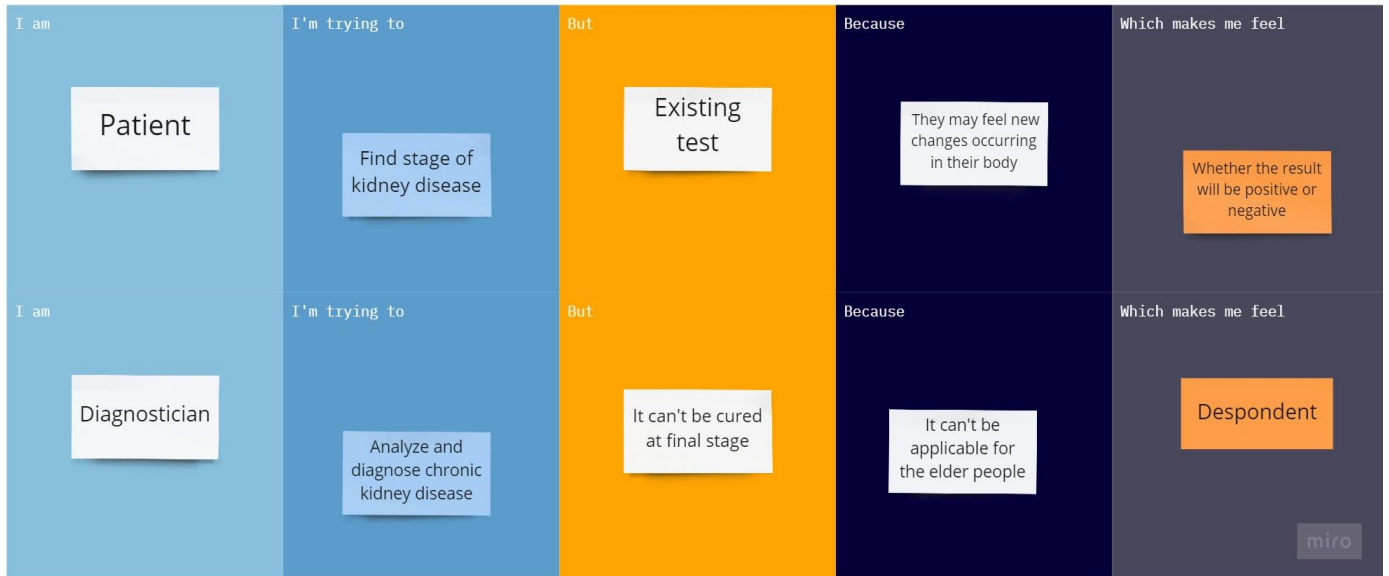 I am
I'm trying to
But
Because
Which makes me feel
Patient
Find stage of
kidney disease
Existing
test
They may feel new
changes occurring
in their body
Whether the result
will be positive or
negative
I am
I'm trying to
But
Because
Which makes me feel
Diagnostician
Analyze and
diagnose chronic
kidney disease
It can't be cured
at final stage
It can't be
applicable for
the elder people
Despondent
miro